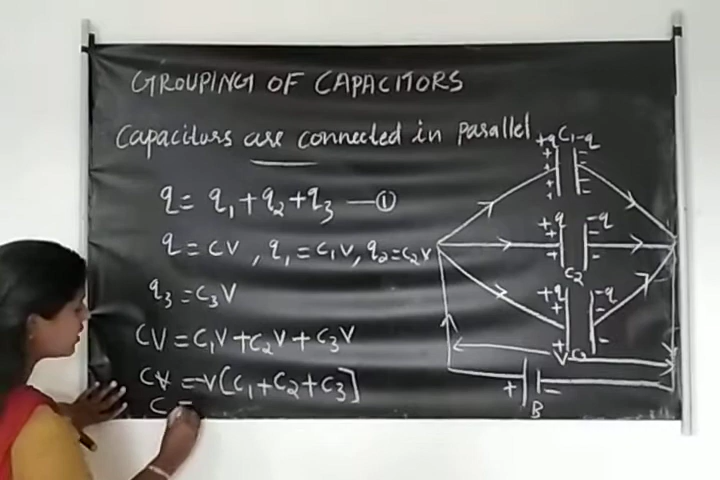 GROUPING OF CAPACITORS
Capacitors are connected in parallel
q = q₁ + q₂ + q₃ — ①
q = CV , q₁ = C₁V , q₂ = C₂V
q₃ = C₃V
CV = C₁V + C₂V + C₃V
CV = V[C₁ + C₂ + C₃]
C =
+q C₁ -q
+ + + +
- - - -
+q -q
+ +
- -
C₂
+q -q
+ +
- -
V C₃
+ -
B